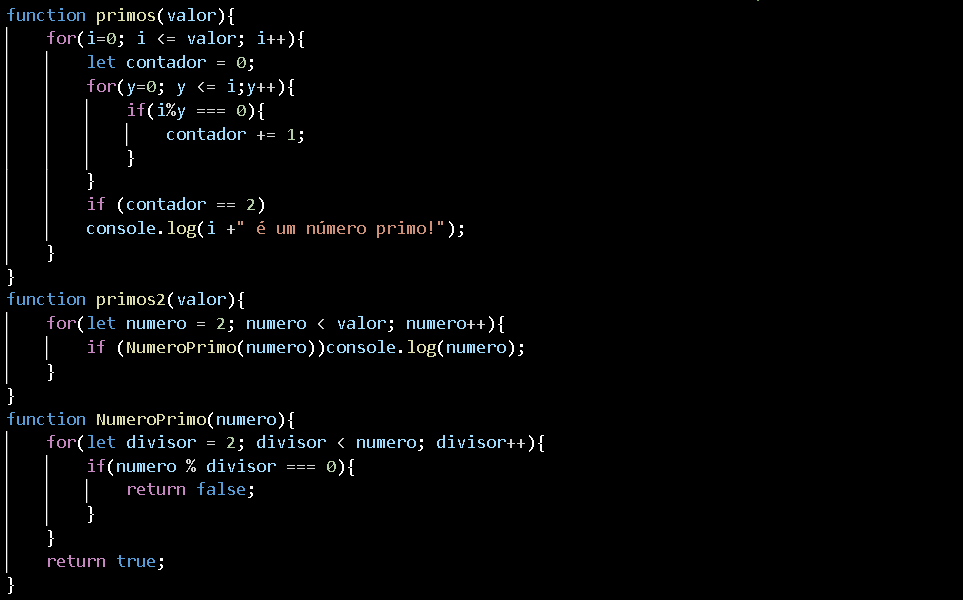 function primos(valor){
    for(i=0; i <= valor; i++){
        let contador = 0;
        for(y=0; y <= i;y++){
            if(i%y === 0){
                contador += 1;
            }
        }
        if (contador == 2)
        console.log(i +" é um número primo!");
    }
}
function primos2(valor){
    for(let numero = 2; numero < valor; numero++){
        if (NumeroPrimo(numero))console.log(numero);
    }
}
function NumeroPrimo(numero){
    for(let divisor = 2; divisor < numero; divisor++){
        if(numero % divisor === 0){
            return false;
        }
    }
    return true;
}